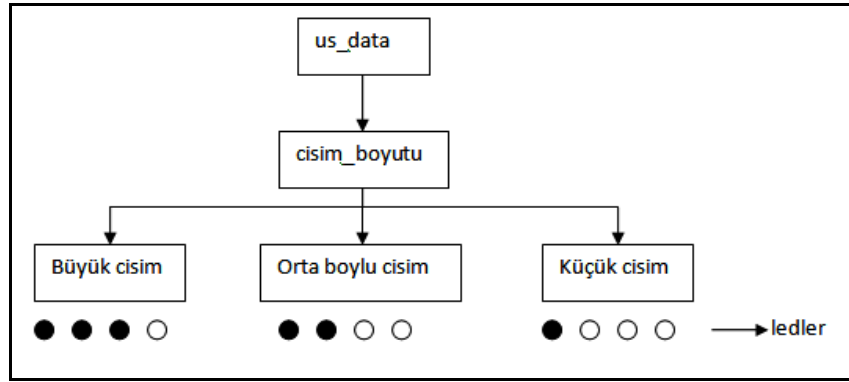 us_data
cisim_boyutu
Büyük cisim
Orta boylu cisim
Küçük cisim
ledler